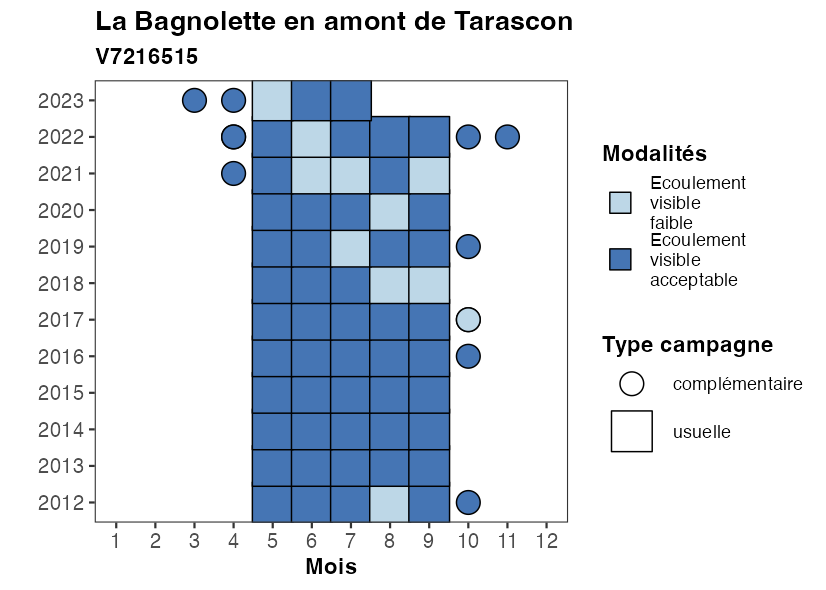 La Bagnolette en amont de Tarascon
V7216515
2023
2022
2021
2020
2019
2018
2017
2016
2015
2014
2013
2012
1 2 3 4 5 6 7 8 9 10 11 12
Mois
Modalités
Ecoulement
visible
faible
Ecoulement
visible
acceptable
Type campagne
complémentaire
usuelle